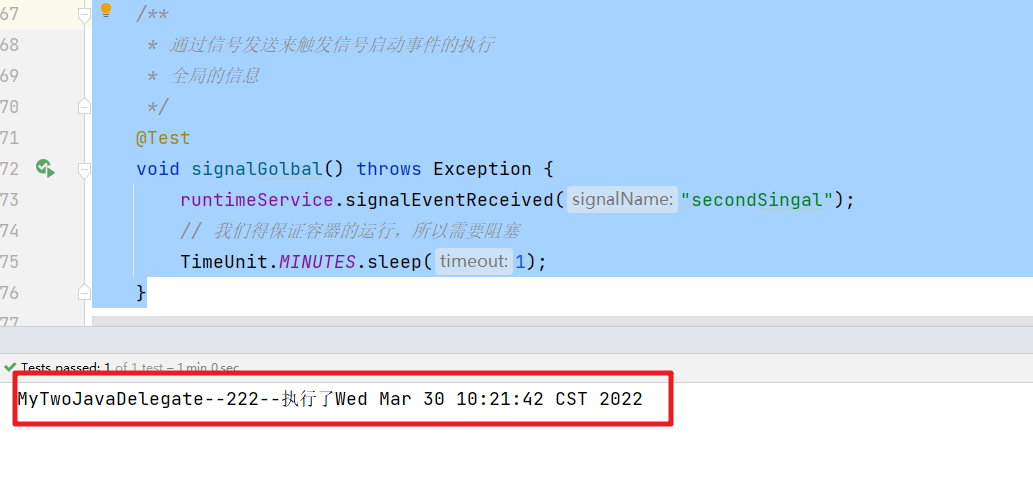 67 /**
68 * 通过信号发送来触发信号启动事件的执行
69 * 全局的信息
70 */
71 @Test
72 void signalGolbal() throws Exception {
73 runtimeService.signalEventReceived( signalName: "secondSingal");
74 // 我们得保证容器的运行，所以需要阻塞
75 TimeUnit.MINUTES.sleep( timeout: 1);
76 }
77
Tests passed: 1 of 1 test – 1 min 0 sec
MyTwoJavaDelegate--222--执行了Wed Mar 30 10:21:42 CST 2022